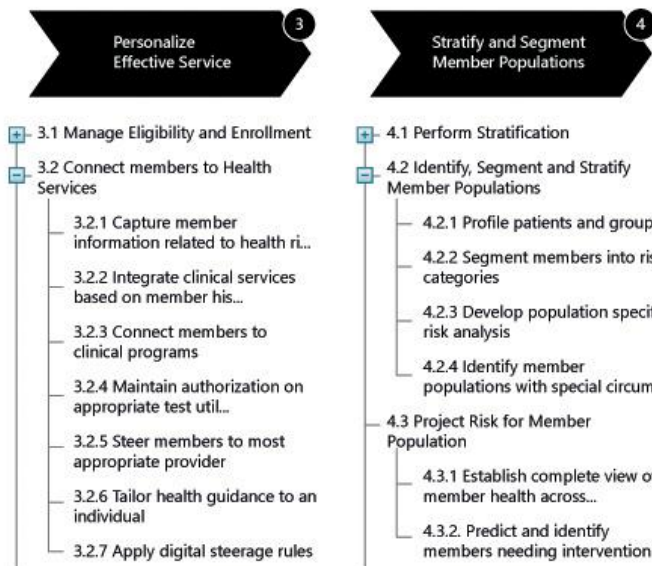 3
Personalize
Effective Service
3.1 Manage Eligibility and Enrollment
3.2 Connect members to Health
Services
3.2.1 Capture member
information related to health ri...
3.2.2 Integrate clinical services
based on member his...
3.2.3 Connect members to
clinical programs
3.2.4 Maintain authorization on
appropriate test util...
3.2.5 Steer members to most
appropriate provider
3.2.6 Tailor health guidance to an
individual
3.2.7 Apply digital steerage rules
4
Stratify and Segment
Member Populations
4.1 Perform Stratification
4.2 Identify, Segment and Stratify
Member Populations
4.2.1 Profile patients and group
4.2.2 Segment members into
categories
4.2.3 Develop population
risk analysis
4.2.4 Identify member
populations with special
4.3 Project Risk for Member
Population
4.3.1 Establish complete view
member health across...
4.3.2. Predict and identify
members needing intervention